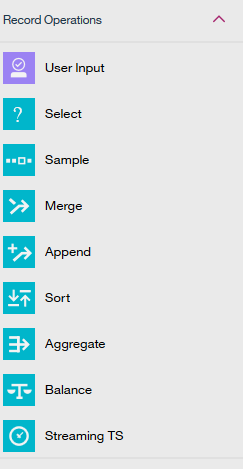 Record Operations
User Input
Select
Sample
Merge
Append
Sort
Aggregate
Balance
Streaming TS